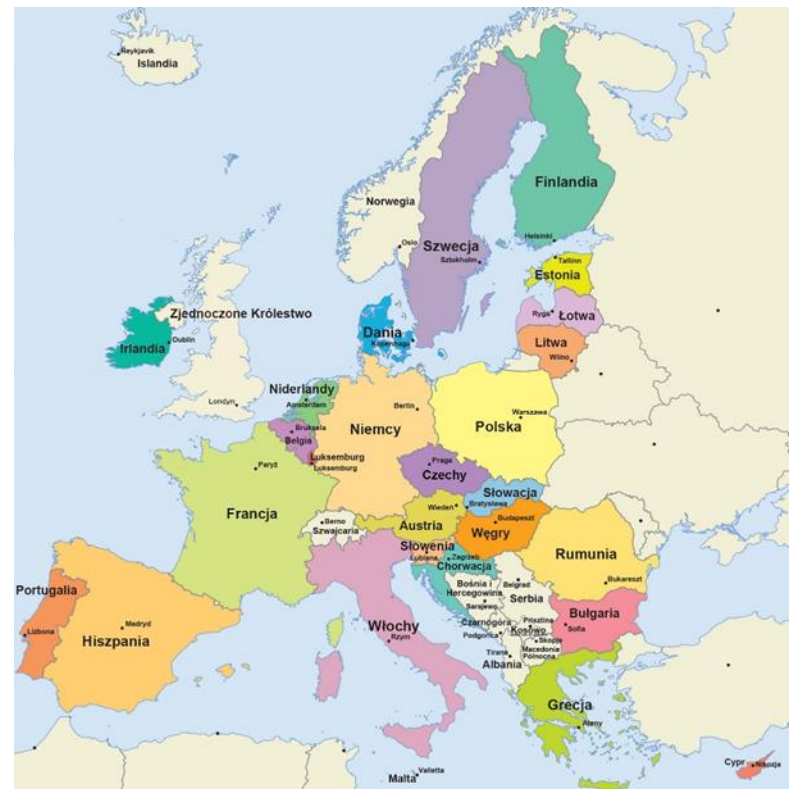 Reykjavik
Islandia
Finlandia
Norwegia
Helsinki
Oslo
Szwecja
Sztokholm
Tallinn
Estonia
Zjednoczone Królestwo
Ryga
Łotwa
Dania
Kopenhaga
Dublin
Irlandia
Litwa
Wilno
Niderlandy
Amsterdam
Londyn
Berlin
Warszawa
Polska
Niemcy
Bruksela
Belgia
Luksemburg
Luksemburg
Praga
Czechy
Paryż
Słowacja
Bratysława
Wiedeń
Francja
Austria
Budapeszt
Węgry
Berno
Szwajcaria
Słowenia
Lublana
Zagrzeb
Chorwacja
Rumunia
Bukareszt
Bośnia i
Hercegowina
Sarajewo
Belgrad
Serbia
Portugalia
Lizbona
Madryd
Hiszpania
Włochy
Rzym
Czarnogóra
Podgorica
Prisztina
Kosowo
Bułgaria
Sofia
Skopje
Macedonia
Północna
Tirana
Albania
Grecja
Ateny
Malta
Valletta
Cypr
Nikozja